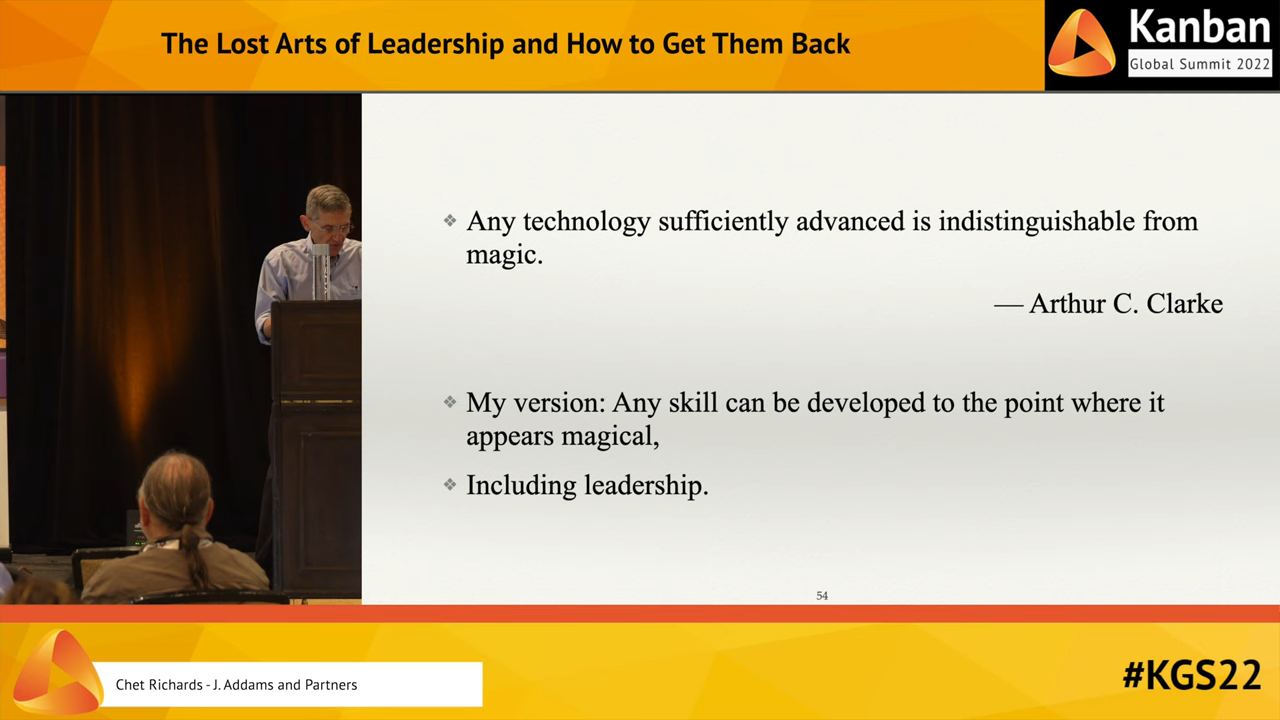 The Lost Arts of Leadership and How to Get Them Back
Kanban
Global Summit 2022
❖ Any technology sufficiently advanced is indistinguishable from
magic.
— Arthur C. Clarke
❖ My version: Any skill can be developed to the point where it
appears magical,
❖ Including leadership.
54
Chet Richards - J. Addams and Partners
#KGS22